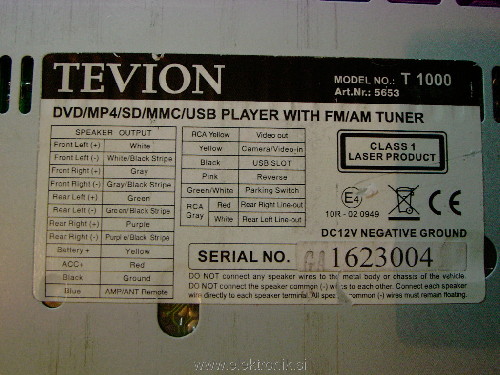 TEVION
MODEL NO.: T 1000
Art.Nr.: 5653
DVD/MP4/SD/MMC/USB PLAYER WITH FM/AM TUNER
SPEAKER OUTPUT
Front Left (+) White
Front Left (-) White/Black Stripe
Front Right (+) Gray
Front Right (-) Gray/Black Stripe
Rear Left (+) Green
Rear Left (-) Green/Black Stripe
Rear Right (+) Purple
Rear Right (-) Purple/Black Stripe
Battery + Yellow
ACC+ Red
Black Ground
Blue AMP/ANT Remote
RCA Yellow Video out
Yellow Camera/Video-in
Black USB SLOT
Pink Reverse
Green/White Parking Switch
RCA Gray Red Rear Right Line-out
White Rear Left Line-out
CLASS 1
LASER PRODUCT
E4
10R - 02 0949
CE
DC12V NEGATIVE GROUND
SERIAL NO. 1623004
DO NOT connect any speaker wires to the metal body or chassis of the vehicle.
DO NOT connect the speaker common (-) wires to each other. Connect each speaker
wire directly to each speaker terminal. All speaker common (-) wires must remain floating.
www.elektronik.si